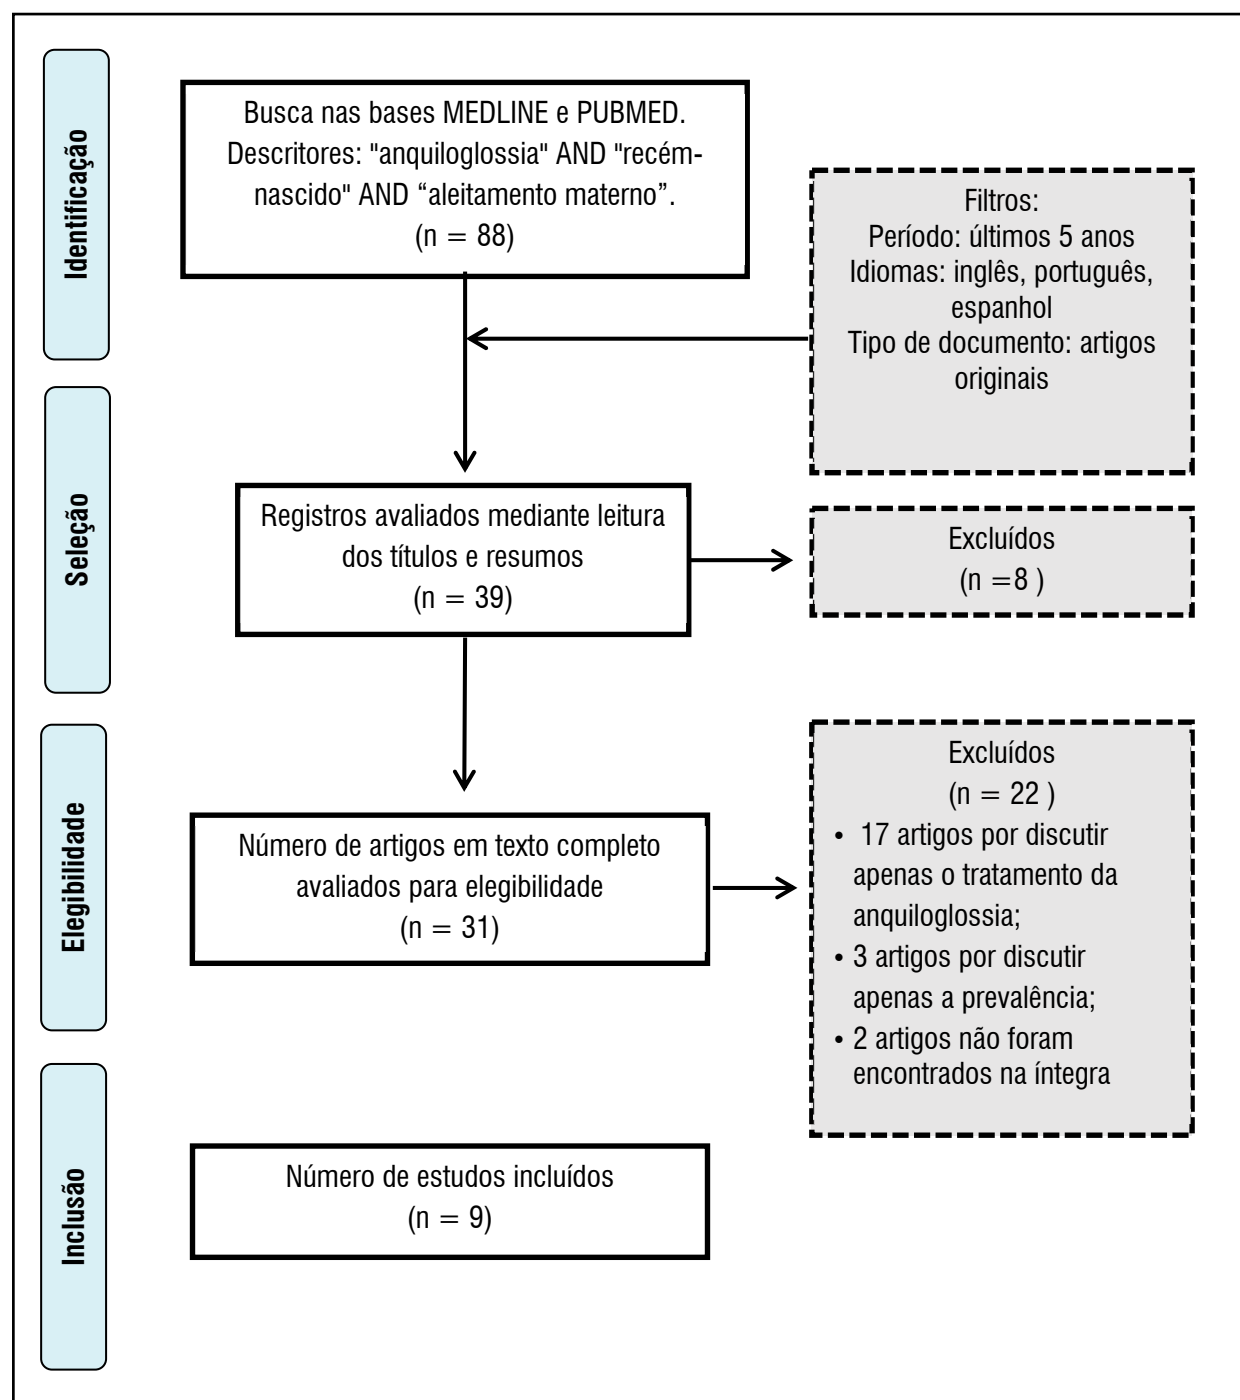 Identificação
Busca nas bases MEDLINE e PUBMED.
Descritores: "anquiloglossia" AND "recém-
nascido" AND “aleitamento materno”.
(n = 88)
Filtros:
Período: últimos 5 anos
Idiomas: inglês, português,
espanhol
Tipo de documento: artigos
originais
Seleção
Registros avaliados mediante leitura
dos títulos e resumos
(n = 39)
Excluídos
(n =8 )
Elegibilidade
Número de artigos em texto completo
avaliados para elegibilidade
(n = 31)
Excluídos
(n = 22 )
• 17 artigos por discutir
apenas o tratamento da
anquiloglossia;
• 3 artigos por discutir
apenas a prevalência;
• 2 artigos não foram
encontrados na íntegra
Inclusão
Número de estudos incluídos
(n = 9)